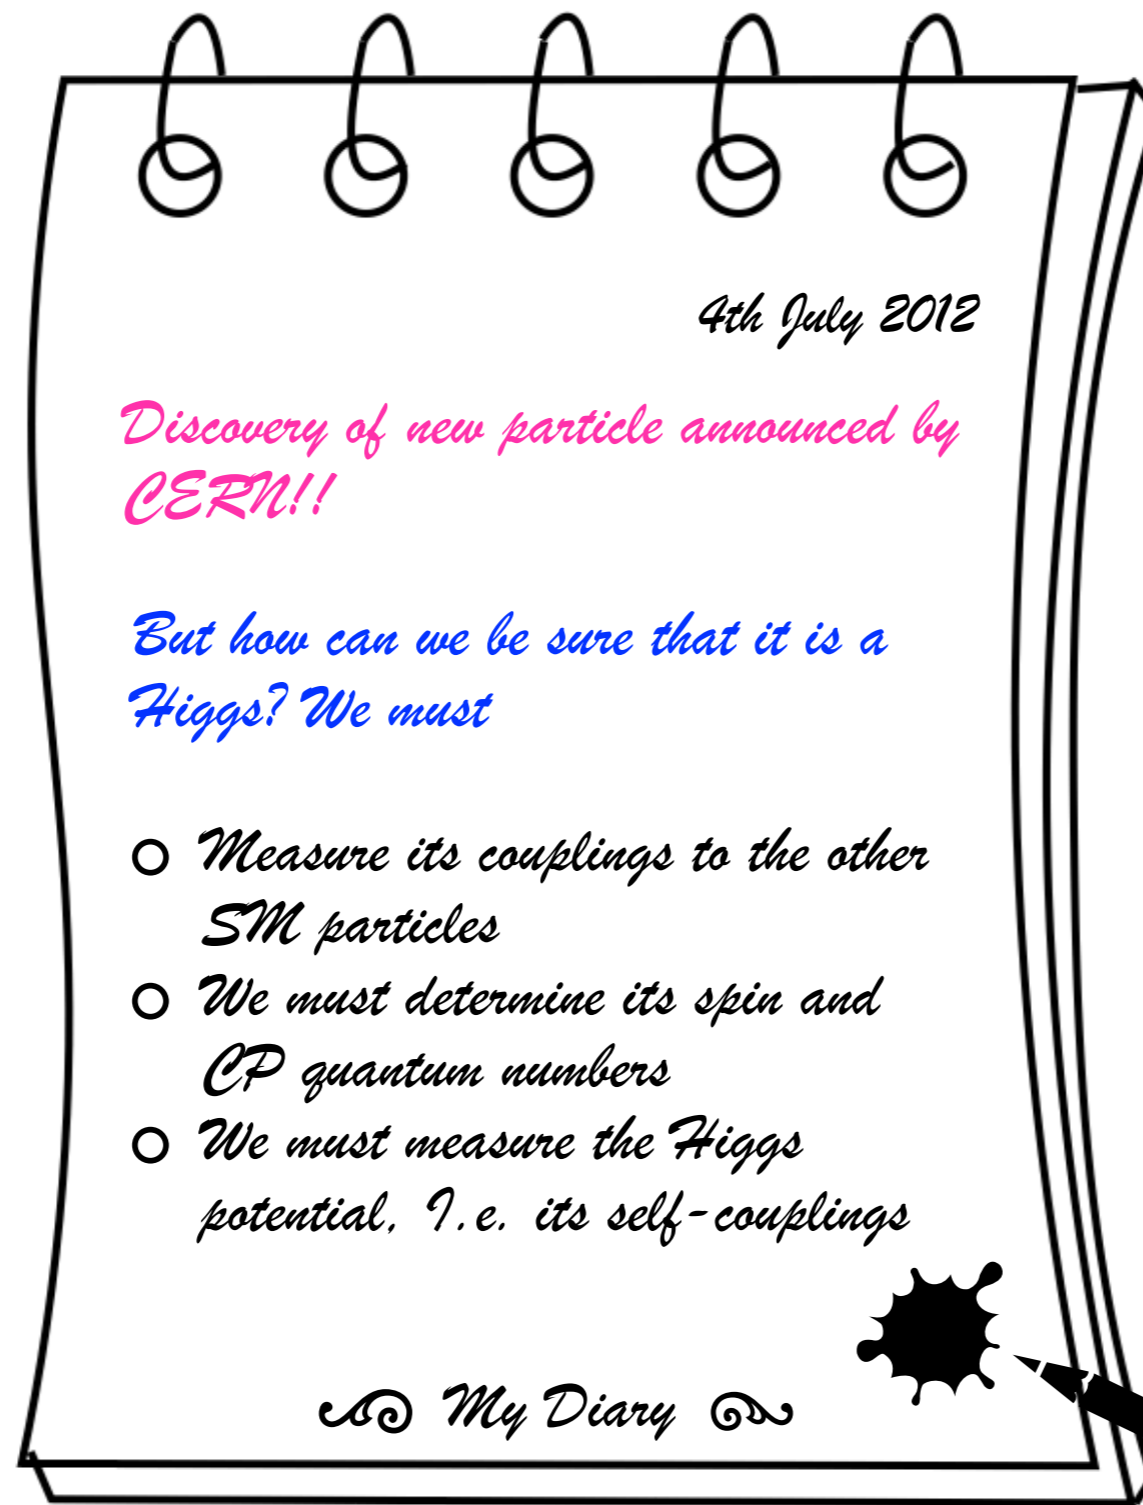 4th July 2012
Discovery of new particle announced by
CERN!!
But how can we be sure that it is a
Higgs? We must
Measure its couplings to the other
SM particles
We must determine its spin and
CP quantum numbers
We must measure the Higgs
potential, I.e. its self-couplings
My Diary